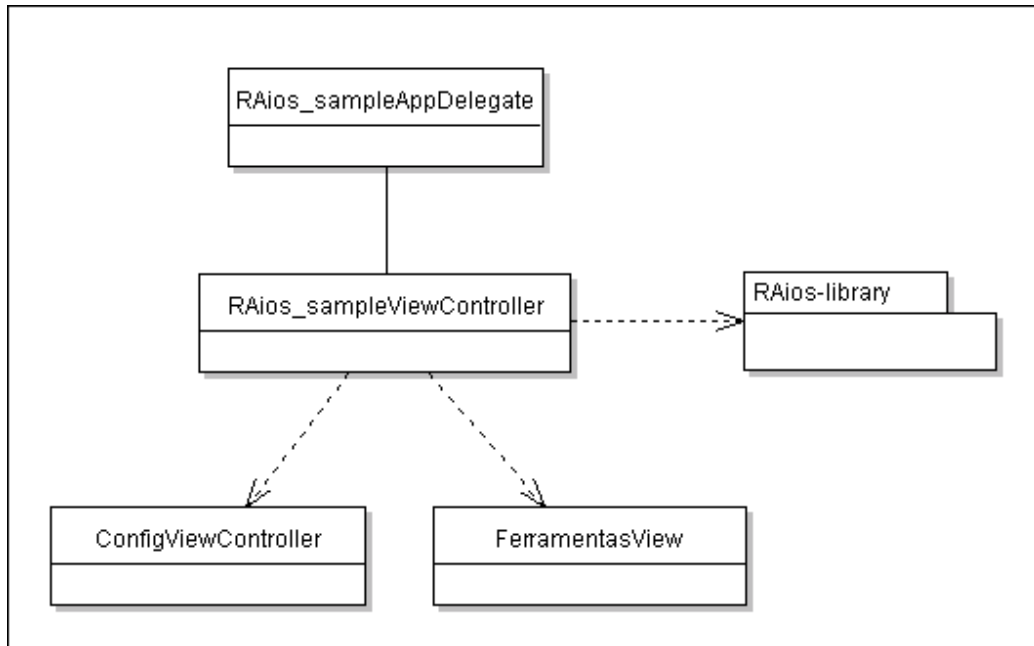 RAios_sampleAppDelegate
RAios_sampleViewController
RAios-library
ConfigViewController
FerramentasView